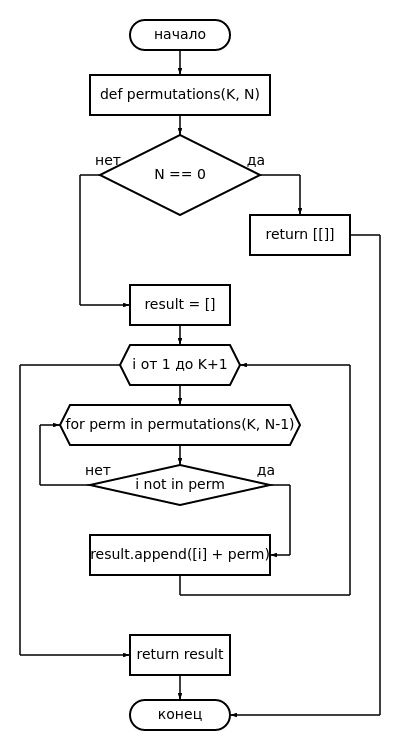 начало
def permutations(K, N)
нет
да
N == 0
return [[]]
result = []
i от 1 до K+1
for perm in permutations(K, N-1)
нет
да
i not in perm
result.append([i] + perm)
return result
конец